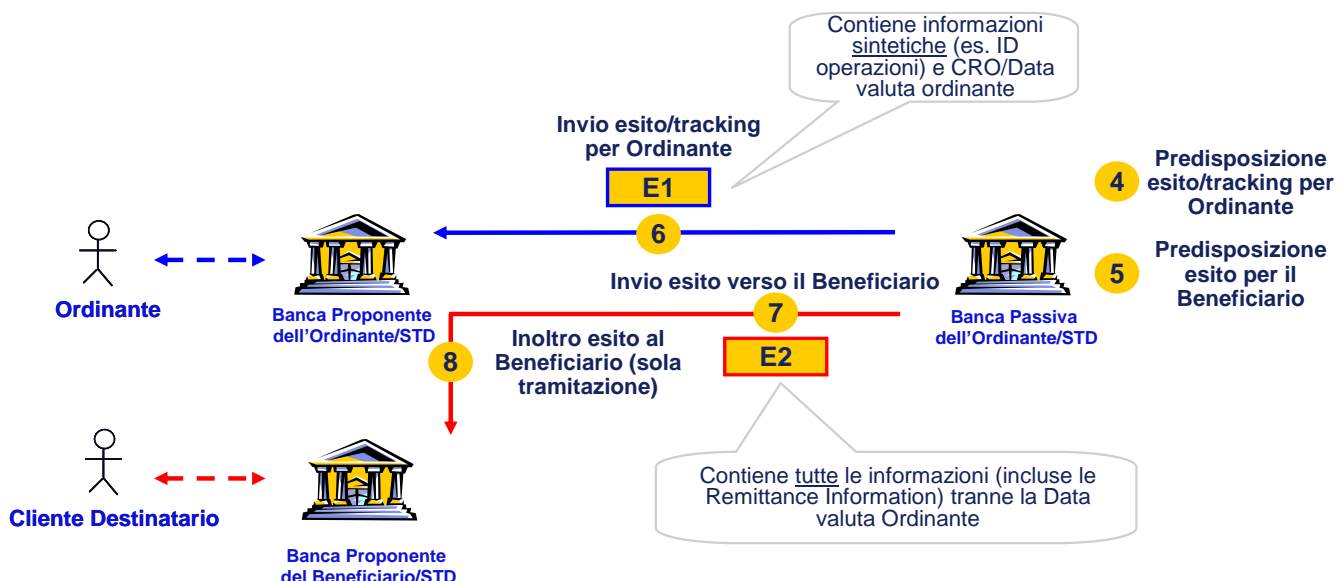 Contiene informazioni
sintetiche (es. ID
operazioni) e CRO/Data
valuta ordinante
Invio esito/tracking
per Ordinante
E1
4
Predisposizione
esito/tracking per
Ordinante
6
Invio esito verso il Beneficiario
5
Predisposizione
esito per il
Beneficiario
Ordinante
Banca Proponente
dell'Ordinante/STD
7
Banca Passiva
dell'Ordinante/STD
8
Inoltro esito al
Beneficiario (sola
tramitazione)
E2
Contiene tutte le informazioni (incluse le
Remittance Information) tranne la Data
valuta Ordinante
Cliente Destinatario
Banca Proponente
del Beneficiario/STD